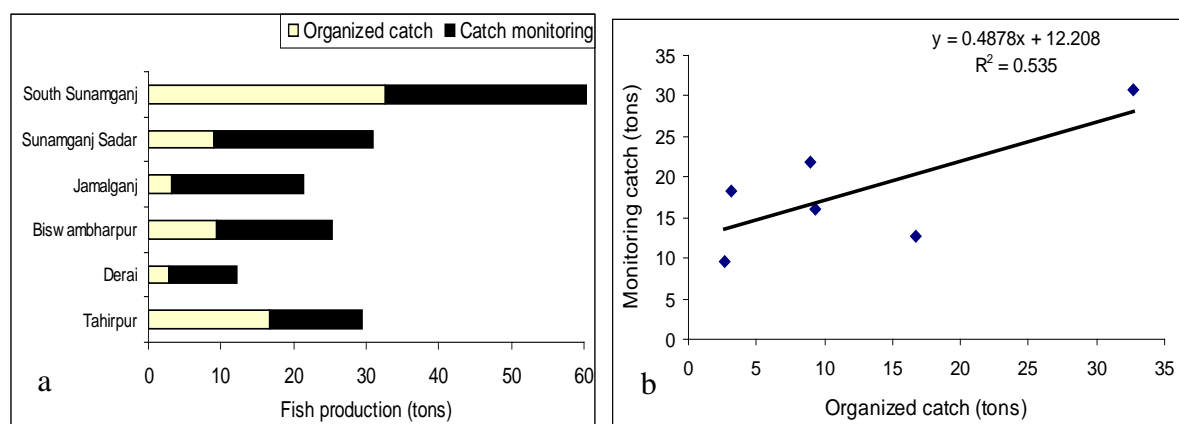 Organized catch Catch monitoring
South Sunamganj
Sunamganj Sadar
Jamalganj
Bisw ambharpur
Derai
Tahirpur
0 10 20 30 40 50 60
Fish production (tons)
a
y = 0.4878x + 12.208
R² = 0.535
35
30
25
20
15
10
5
0
0 5 10 15 20 25 30 35
Monitoring catch (tons)
Organized catch (tons)
b